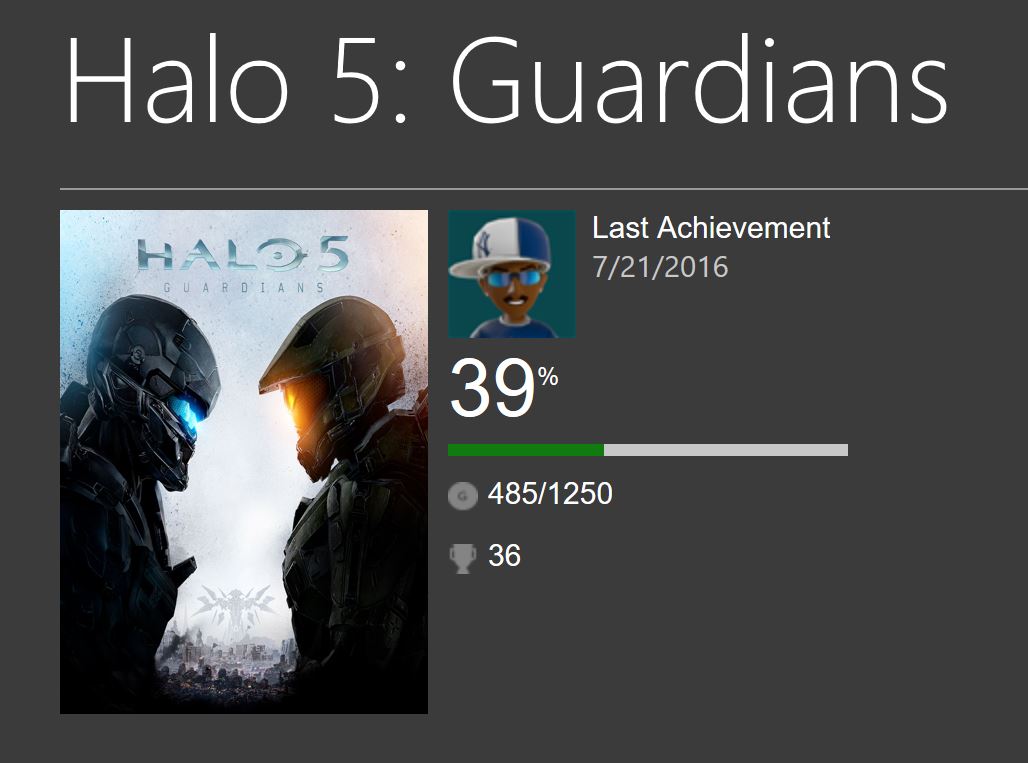 Halo 5: Guardians
HALO 5
GUARDIANS
Last Achievement
7/21/2016
39%
G 485/1250
36